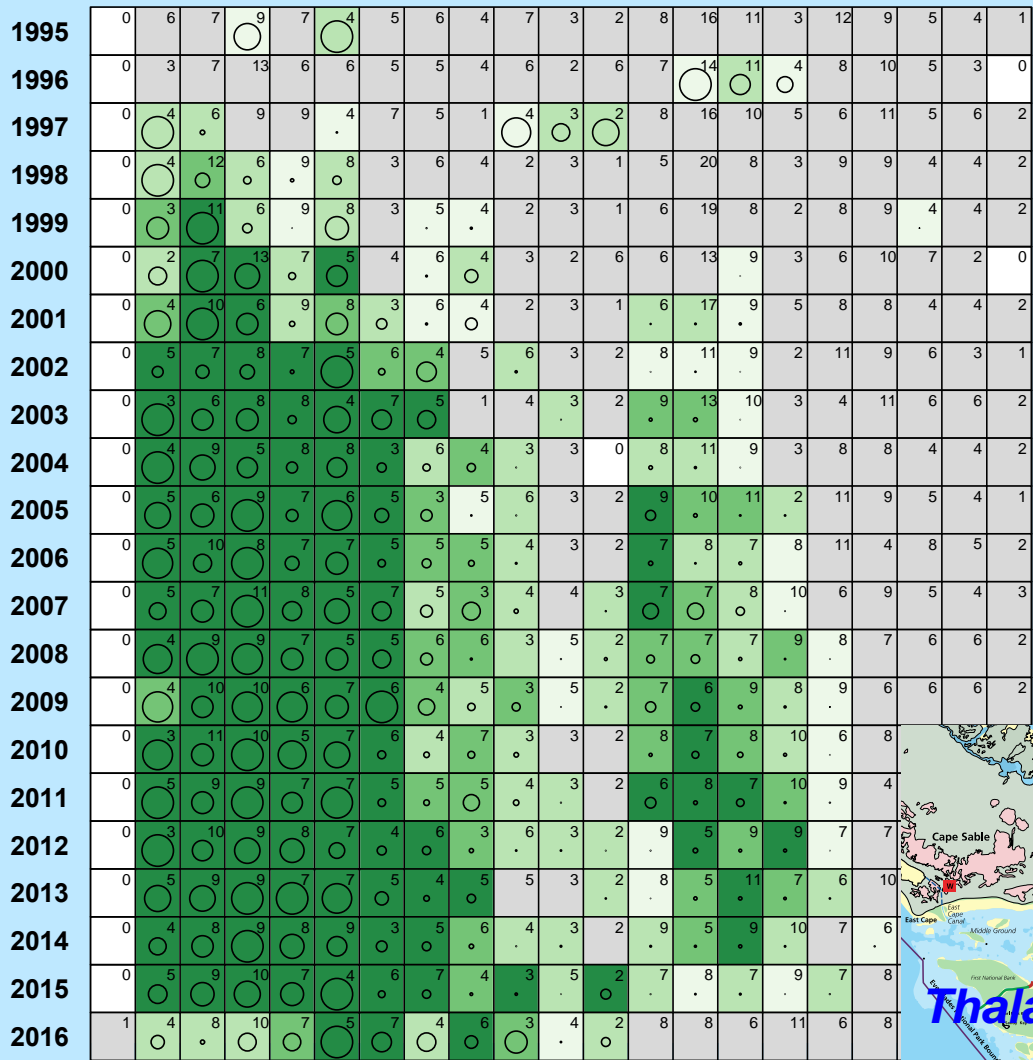 1995 0 6 7 9 7 4 5 6 4 7 3 2 8 16 11 3 12 9 5 4 1
1996 0 3 7 13 6 6 5 5 4 6 2 6 7 14 11 4 8 10 5 3 0
1997 0 4 6 9 9 4 7 5 1 4 3 2 8 16 10 5 6 11 5 6 2
1998 0 4 12 6 9 8 3 6 4 2 3 1 5 20 8 3 9 9 4 4 2
1999 0 3 11 6 9 8 3 5 4 2 3 1 6 19 8 2 8 9 4 4 2
2000 0 2 7 13 7 5 4 6 4 3 2 6 6 13 9 3 6 10 7 2 0
2001 0 4 10 6 9 8 3 6 4 2 3 1 6 17 9 5 8 8 4 4 2
2002 0 5 7 8 7 5 6 4 5 6 3 2 8 11 9 2 11 9 6 3 1
2003 0 3 6 8 8 4 7 5 1 4 3 2 9 13 10 3 4 11 6 6 2
2004 0 4 9 5 8 8 3 6 4 3 3 0 8 11 9 3 8 8 4 4 2
2005 0 5 6 9 7 6 5 3 5 6 3 2 9 10 11 2 11 9 5 4 1
2006 0 5 10 8 7 7 5 5 5 4 3 2 7 8 7 8 11 4 8 5 2
2007 0 5 7 11 8 5 7 5 3 4 4 3 7 7 8 10 6 9 5 4 3
2008 0 4 9 9 7 5 5 6 6 3 5 2 7 7 7 9 8 7 6 6 2
2009 0 4 10 10 6 7 6 4 5 3 5 2 7 6 9 8 9 6 6 6 2
2010 0 3 11 10 5 7 6 4 7 3 3 2 8 7 8 10 6 8
2011 0 5 9 9 7 7 5 5 5 4 3 2 6 8 7 10 9 4
2012 0 3 10 9 8 7 4 6 3 6 3 2 9 5 9 9 7 7
2013 0 5 9 9 7 7 5 4 5 5 3 2 8 5 11 7 6 10
2014 0 4 8 9 8 9 3 5 6 4 3 2 9 5 9 10 7 6
2015 0 5 9 10 7 4 6 7 4 3 5 2 7 8 7 9 7 8
2016 1 4 8 10 7 5 7 4 6 3 4 2 8 8 6 11 6 8
Cape Sable
W
East
Cape
Canal
East Cape
Middle Ground
First National Bank
Thala